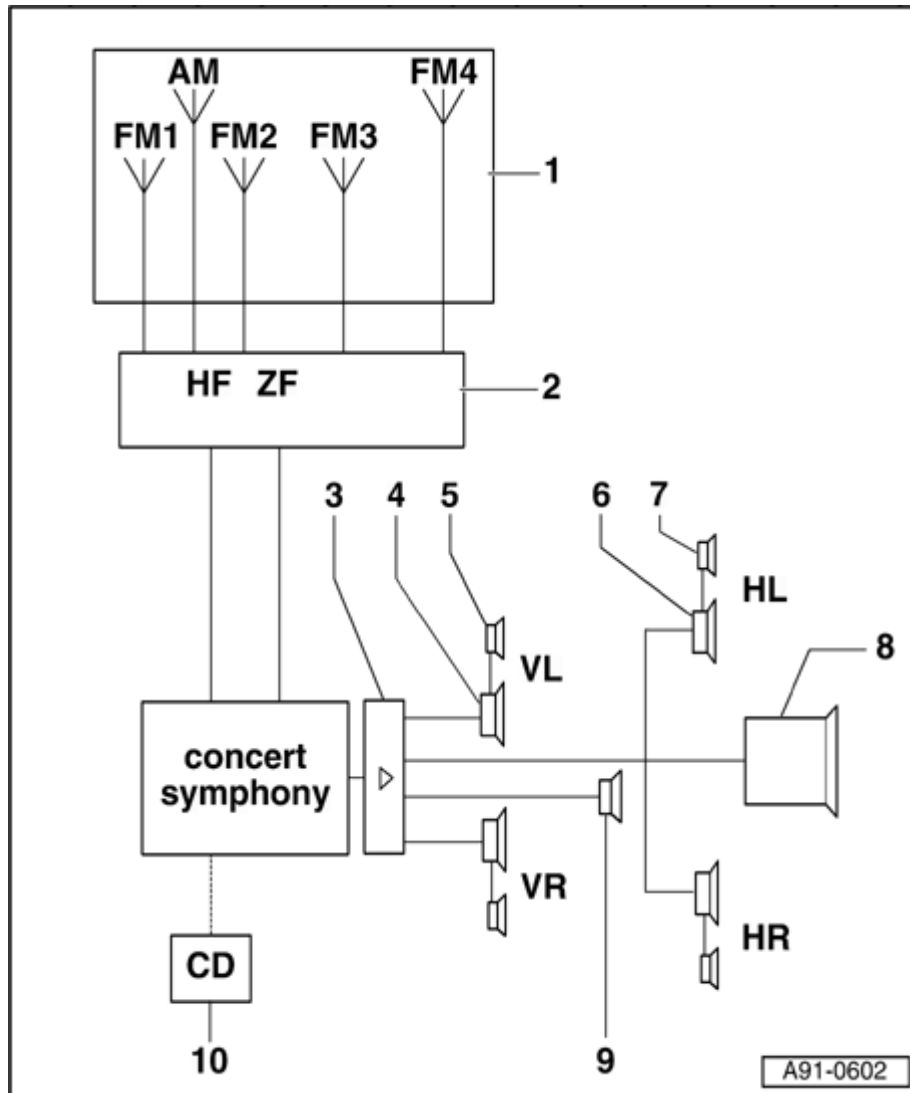 AM FM4
FM1 FM2 FM3
1
HF ZF
2
3 4 5 6 7
HL
8
VL
concert
symphony
VR
HR
CD
10 9
A91-0602